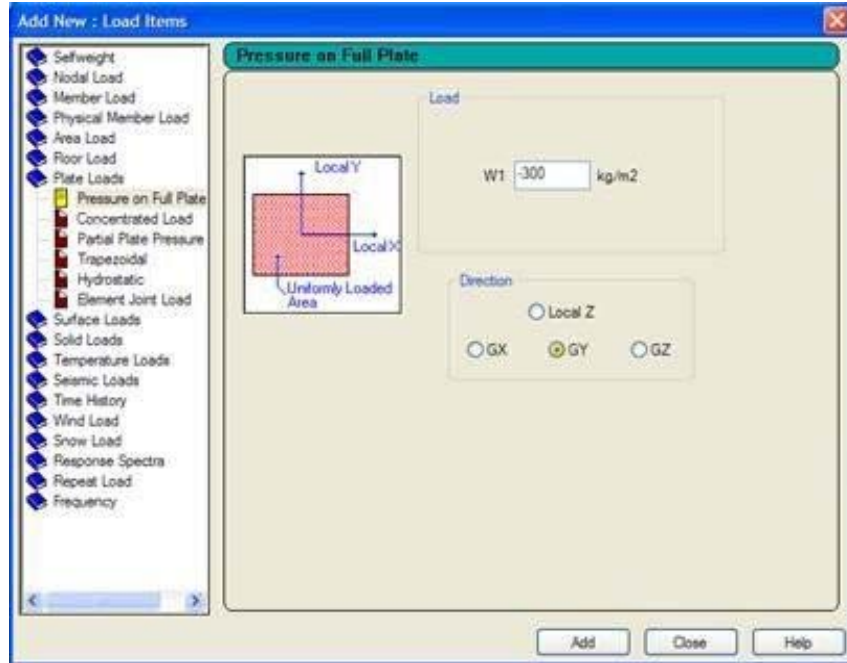 Add New : Load Items
Selfweight
Nodal Load
Member Load
Physical Member Load
Area Load
Floor Load
Plate Loads
Pressure on Full Plate
Concentrated Load
Partial Plate Pressure
Trapezoidal
Hydrostatic
Element Joint Load
Surface Loads
Solid Loads
Temperature Loads
Seismic Loads
Time History
Wind Load
Snow Load
Response Spectra
Repeat Load
Frequency
Pressure on Full Plate
Load
W1 -300 kg/m2
Local Y
Local X
Uniformly Loaded
Area
Direction
Local Z
GX GY GZ
Add Close Help